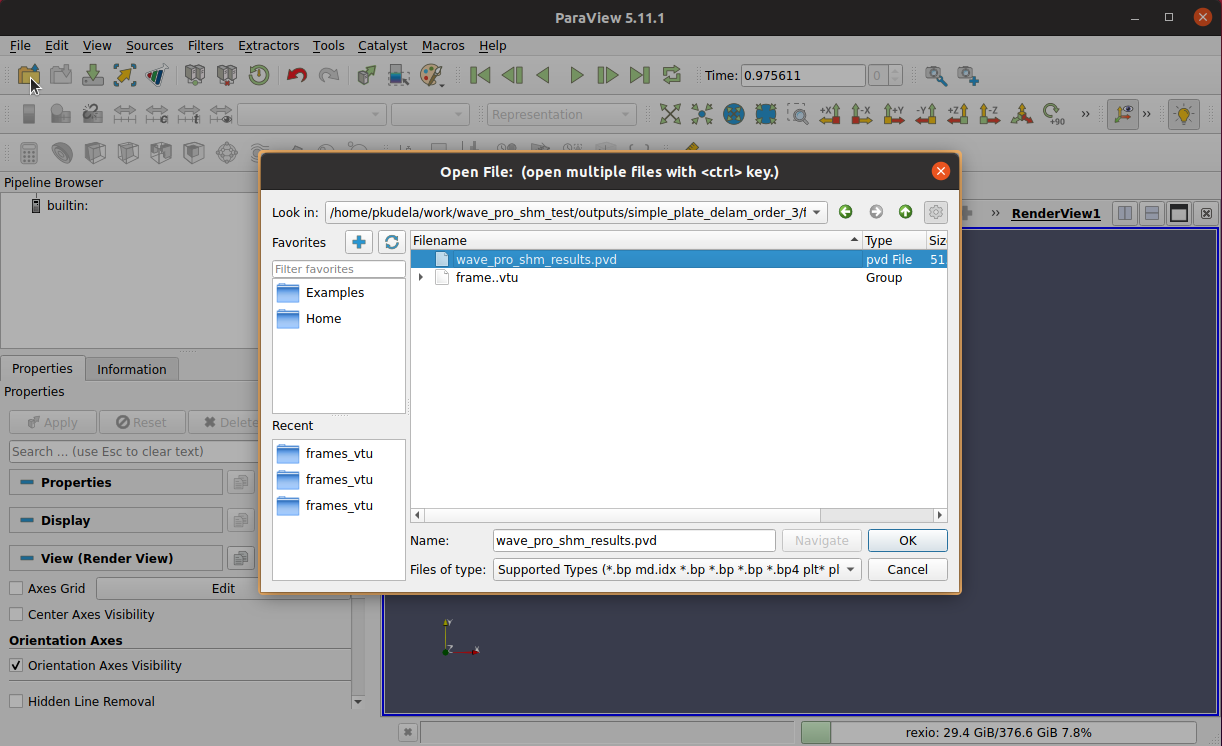 ParaView 5.11.1
File Edit View Sources Filters Extractors Tools Catalyst Macros Help
Time: 0.975611 0
Representation
+X -X +Y -Y +Z -Z +90 »
»
Pipeline Browser
builtin:
Open File: (open multiple files with <ctrl> key.)
Look in: /home/pkudela/work/wave_pro_shm_test/outputs/simple_plate_delam_order_3/f
Favorites
Filter favorites
Examples
Home
Recent
frames_vtu
frames_vtu
frames_vtu
Filename Type Siz
wave_pro_shm_results.pvd pvd File 51
frame..vtu Group
Name: wave_pro_shm_results.pvd Navigate OK
Files of type: Supported Types (*.bp md.idx *.bp *.bp *.bp *.bp4 plt* pl Cancel
» RenderView1
Properties Information
Properties
Apply Reset Delete
Search ... (use Esc to clear text)
Properties
Display
View (Render View)
Axes Grid Edit
Center Axes Visibility
Orientation Axes
Orientation Axes Visibility
Hidden Line Removal
Y
Z X
rexio: 29.4 GiB/376.6 GiB 7.8%